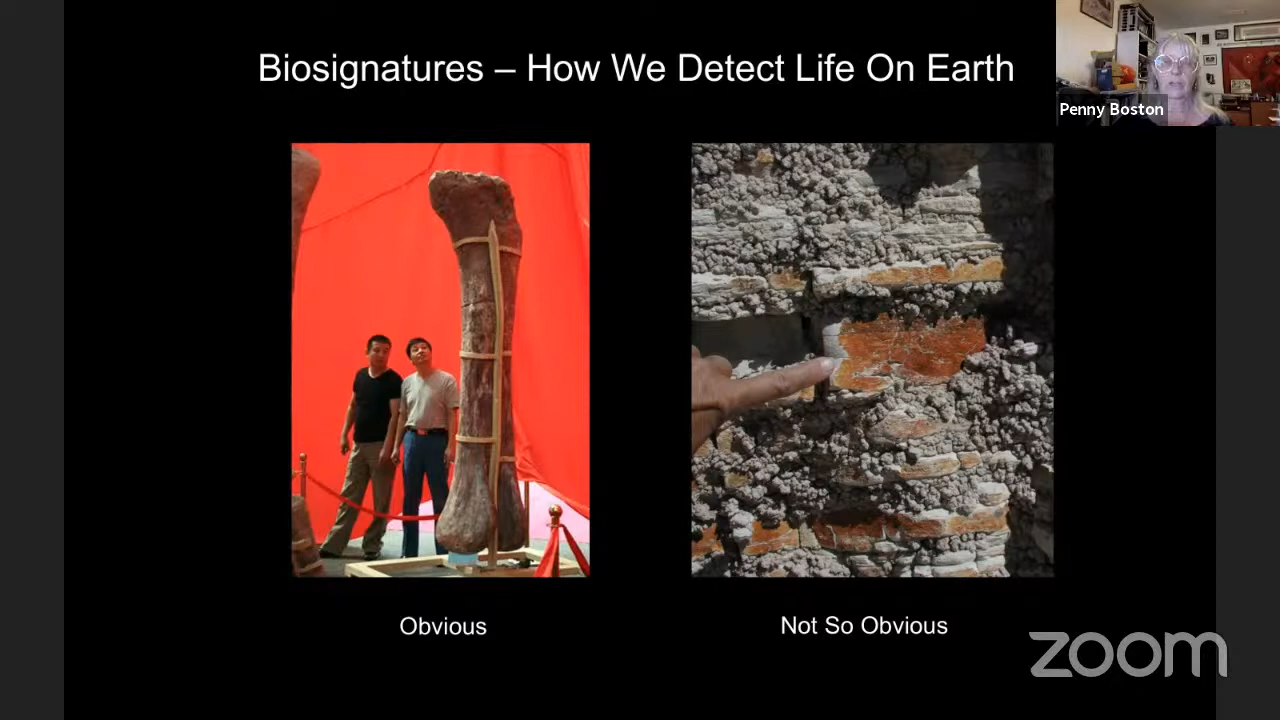 Biosignatures – How We Detect Life On Earth
Penny Boston
Obvious
Not So Obvious
zoom